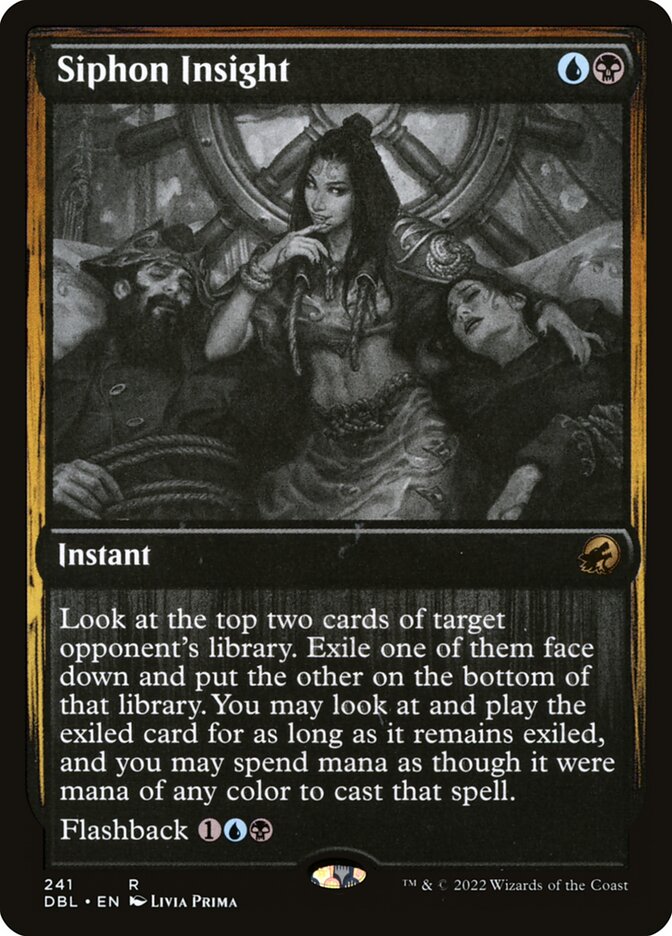 Siphon Insight
Instant
Look at the top two cards of target
opponent's library. Exile one of them face
down and put the other on the bottom of
that library. You may look at and play the
exiled card for as long as it remains exiled,
and you may spend mana as though it were
mana of any color to cast that spell.
Flashback 1
241 R
DBL • EN LIVIA PRIMA
™ & © 2022 Wizards of the Coast